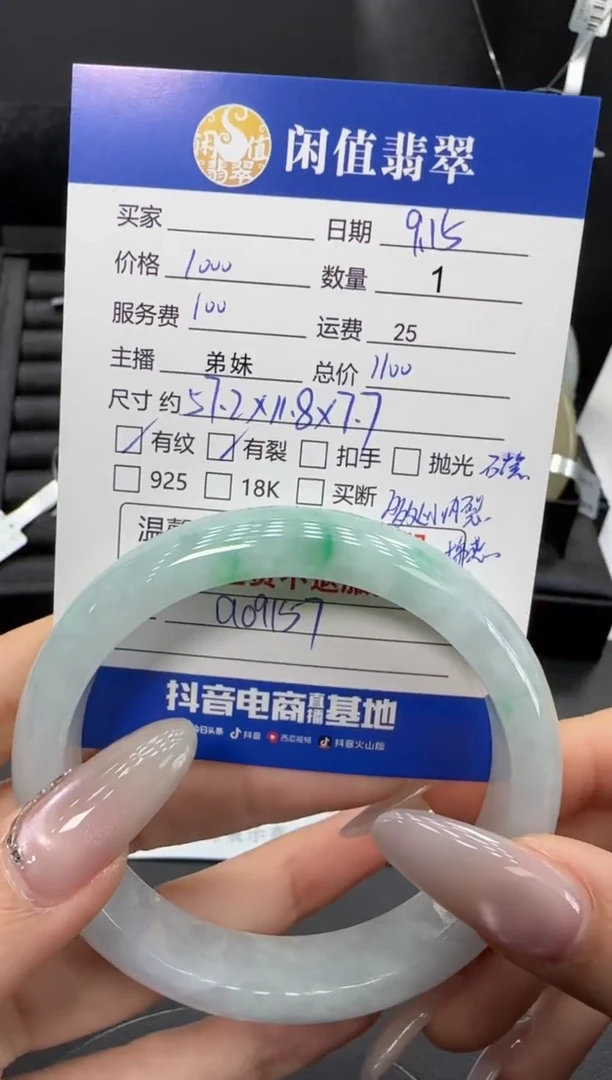 闲值翡翠
闲值翡翠
买家 日期 9.15
价格 1000 数量 1
服务费 100 运费 25
主播 弟妹 总价 1100
尺寸 约 57.2×11.8×7.7
有纹 有裂 扣手 抛光
925 18K 买断
温
a09157
抖音电商直播基地
今日头条 抖音 西瓜视频 抖音火山版